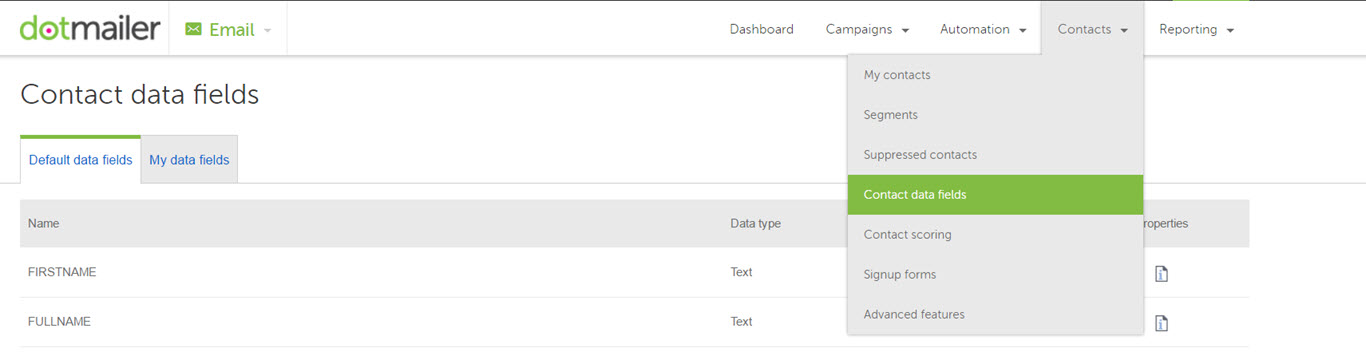 dotmailer
Email
Dashboard
Campaigns
Automation
Contacts
Reporting
My contacts
Segments
Suppressed contacts
Contact data fields
Contact scoring
Signup forms
Advanced features
Contact data fields
Default data fields
My data fields
Name
Data type
roperties
FIRSTNAME
Text
FULLNAME
Text